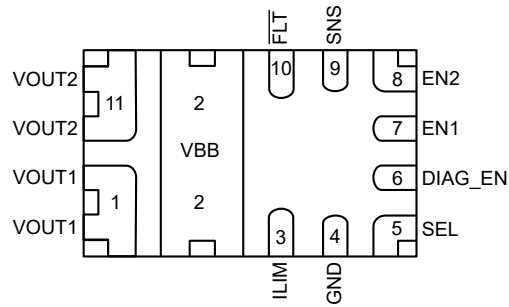 FLT
SNS
10
9
VOUT2
8
EN2
11
2
VOUT2
7
EN1
VBB
VOUT1
6
DIAG_EN
1
2
VOUT1
5
SEL
3
4
ILIM
GND